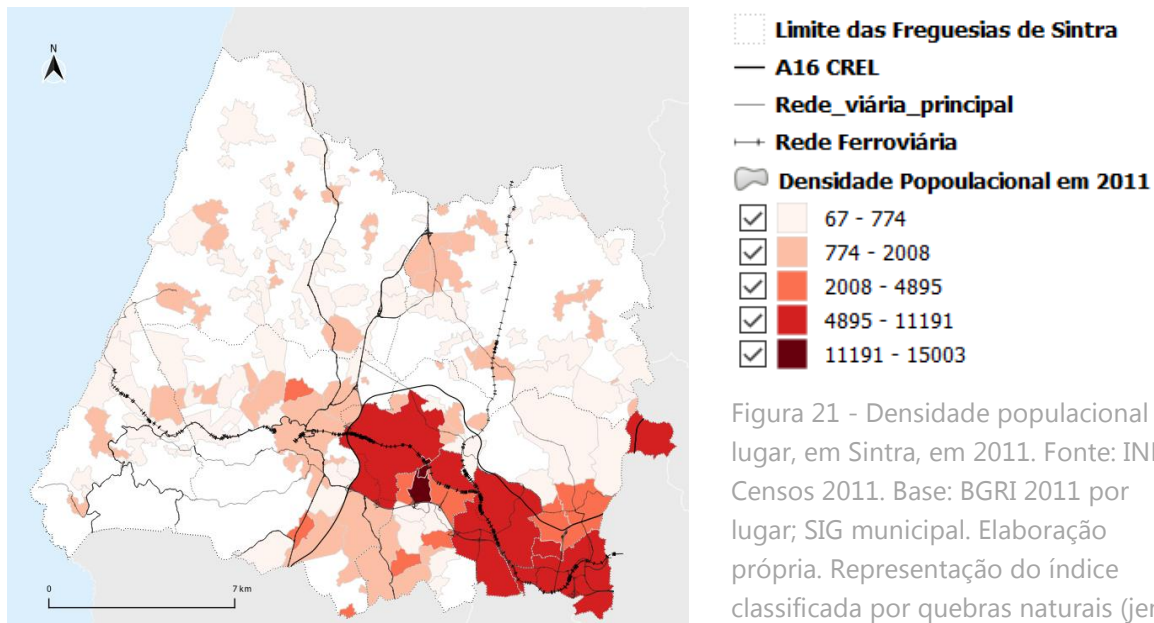 N
0 7 km
Limite das Freguesias de Sintra
A16 CREL
Rede_viária_principal
Rede Ferroviária
Densidade Popoulacional em 2011
67 - 774
774 - 2008
2008 - 4895
4895 - 11191
11191 - 15003
Figura 21 - Densidade populacional
lugar, em Sintra, em 2011. Fonte:
Censos 2011. Base: BGRI 2011 por
lugar; SIG municipal. Elaboração
própria. Representação do índice
classificada por quebras naturais